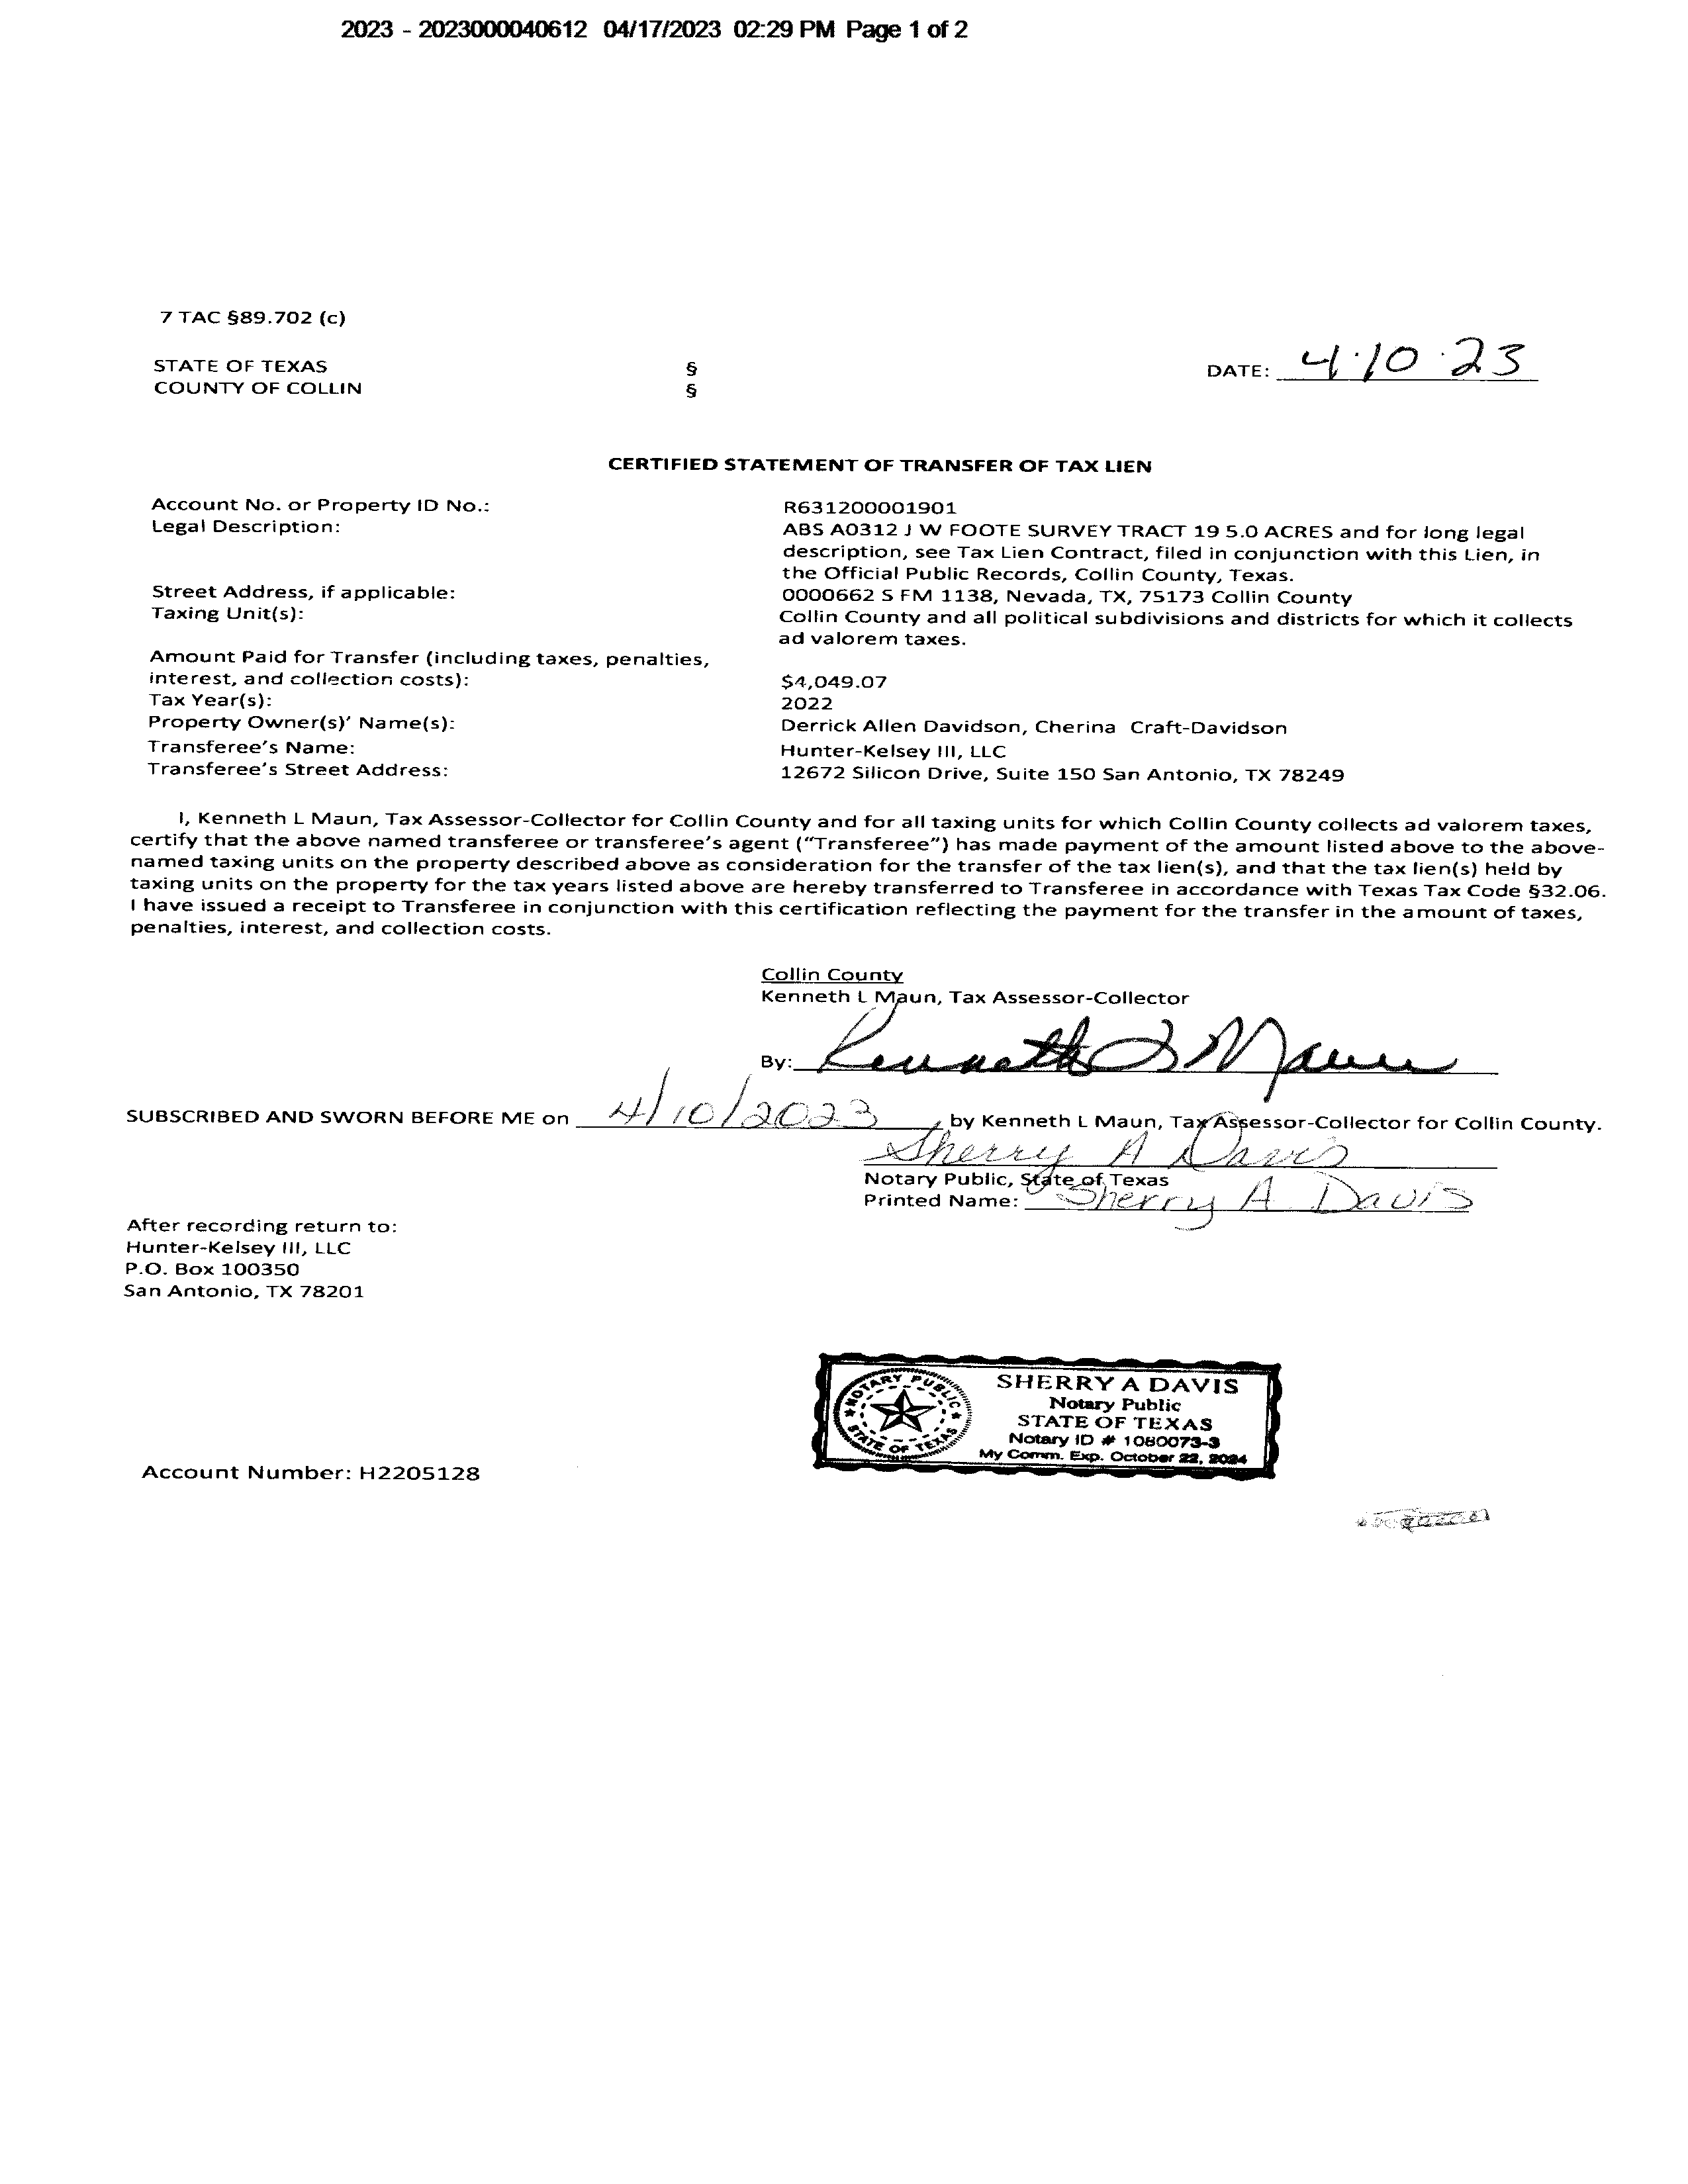 2023 - 2023000040612 04/17/2023 02:29 PM Page 1 of 2
7 TAC §89.702 (c)
STATE OF TEXAS §
COUNTY OF COLLIN §
DATE: 4·10·23
CERTIFIED STATEMENT OF TRANSFER OF TAX LIEN
Account No. or Property ID No.: R631200001901
Legal Description: ABS A0312 J W FOOTE SURVEY TRACT 19 5.0 ACRES and for long legal
description, see Tax Lien Contract, filed in conjunction with this Lien, in
the Official Public Records, Collin County, Texas.
Street Address, if applicable: 0000662 S FM 1138, Nevada, TX, 75173 Collin County
Taxing Unit(s): Collin County and all political subdivisions and districts for which it collects
ad valorem taxes.
Amount Paid for Transfer (including taxes, penalties,
interest, and collection costs): $4,049.07
Tax Year(s): 2022
Property Owner(s)’ Name(s): Derrick Allen Davidson, Cherina Craft-Davidson
Transferee’s Name: Hunter-Kelsey III, LLC
Transferee’s Street Address: 12672 Silicon Drive, Suite 150 San Antonio, TX 78249
I, Kenneth L Maun, Tax Assessor-Collector for Collin County and for all taxing units for which Collin County collects ad valorem taxes,
certify that the above named transferee or transferee’s agent (“Transferee”) has made payment of the amount listed above to the above-
named taxing units on the property described above as consideration for the transfer of the tax lien(s), and that the tax lien(s) held by
taxing units on the property for the tax years listed above are hereby transferred to Transferee in accordance with Texas Tax Code §32.06.
I have issued a receipt to Transferee in conjunction with this certification reflecting the payment for the transfer in the amount of taxes,
penalties, interest, and collection costs.
Collin County
Kenneth L Maun, Tax Assessor-Collector
By: Kenneth L Maun
SUBSCRIBED AND SWORN BEFORE ME on 4/10/2023, by Kenneth L Maun, Tax Assessor-Collector for Collin County.
Sherry A Davis
Notary Public, State of Texas
Printed Name: Sherry A. Davis
After recording return to:
Hunter-Kelsey III, LLC
P.O. Box 100350
San Antonio, TX 78201
NOTARY PUBLIC
STATE OF TEXAS
SHERRY A DAVIS
Notary Public
STATE OF TEXAS
Notary ID # 1080073-3
My Comm. Exp. October 22, 2024
Account Number: H2205128